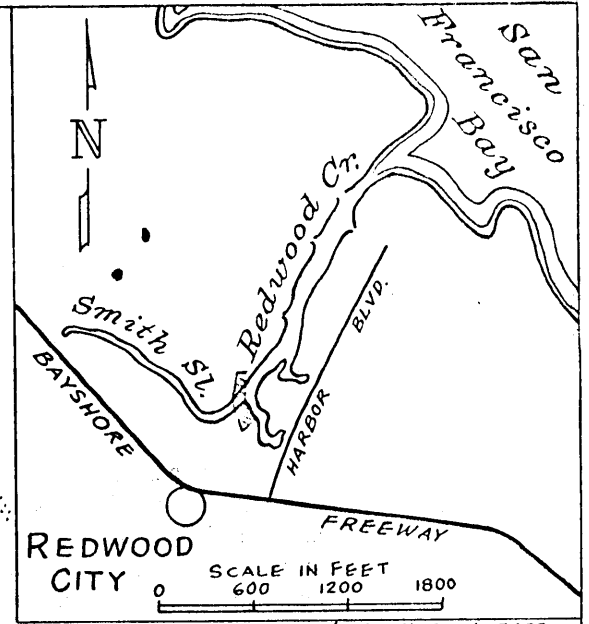 San
Francisco
Bay
N
Redwood Cr.
Smith Sl.
HARBOR BLVD.
BAYSHORE FREEWAY
REDWOOD
CITY
SCALE IN FEET
0 600 1200 1800